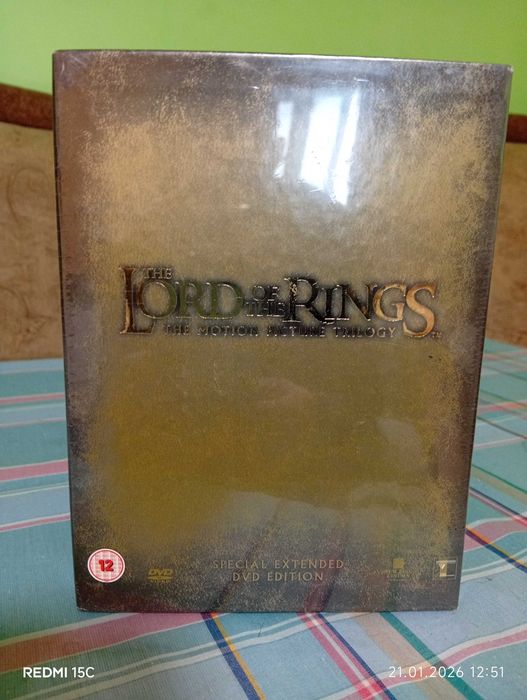 THE
LORD OF THE RINGS
THE MOTION PICTURE TRILOGY
12
DVD
SPECIAL EXTENDED
DVD EDITION
REDMI 15C
21.01.2026 12:51